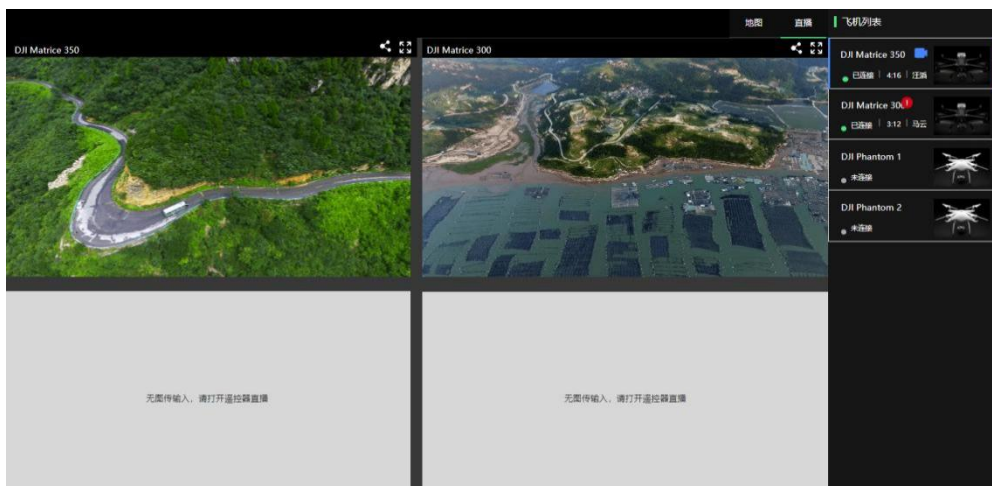 地图 直播 飞机列表
DJI Matrice 350
DJI Matrice 300
DJI Matrice 350
已连接 4:16 汪滔
DJI Matrice 300
已连接 3:12 马云
DJI Phantom 1
未连接
DJI Phantom 2
未连接
无图传输入，请打开遥控器直播
无图传输入，请打开遥控器直播